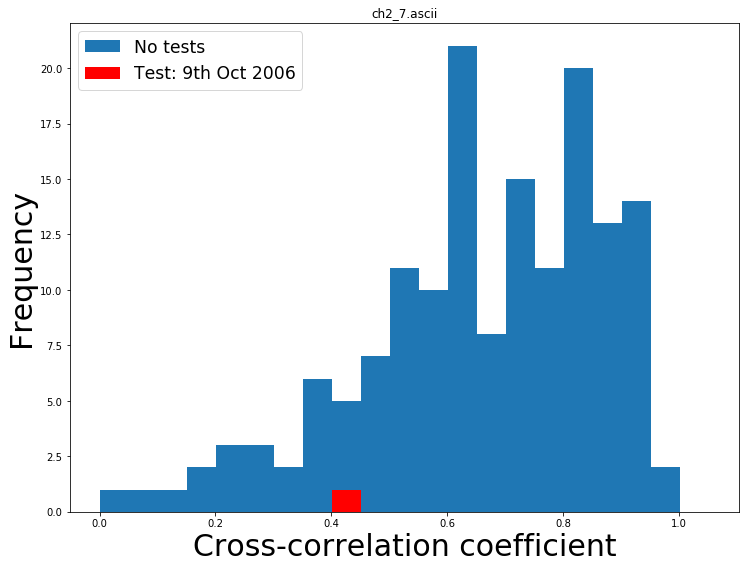 ch2_7.ascii
No tests
Test: 9th Oct 2006
Frequency
20.0
17.5
15.0
12.5
10.0
7.5
5.0
2.5
0.0
0.0 0.2 0.4 0.6 0.8 1.0
Cross-correlation coefficient